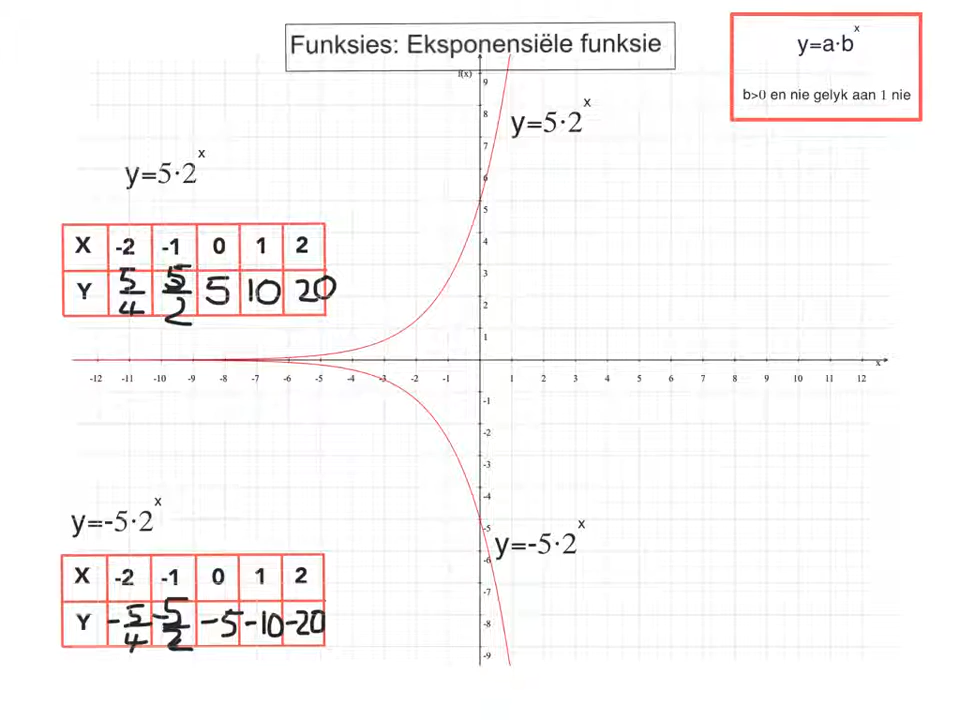 Funksies: Eksponensiële funksie
y=a·b^x
b>0 en nie gelyk aan 1 nie
f(x)
y=5·2^x
y=5·2^x
X -2 -1 0 1 2
Y 5/4 5/2 5 10 20
9
8
7
6
5
4
3
2
1
x
-12 -11 -10 -9 -8 -7 -6 -5 -4 -3 -2 -1 1 2 3 4 5 6 7 8 9 10 11 12
-1
-2
-3
-4
-5
-6
-7
-8
-9
y=-5·2^x
y=-5·2^x
X -2 -1 0 1 2
Y -5/4 -5/2 -5 -10 -20